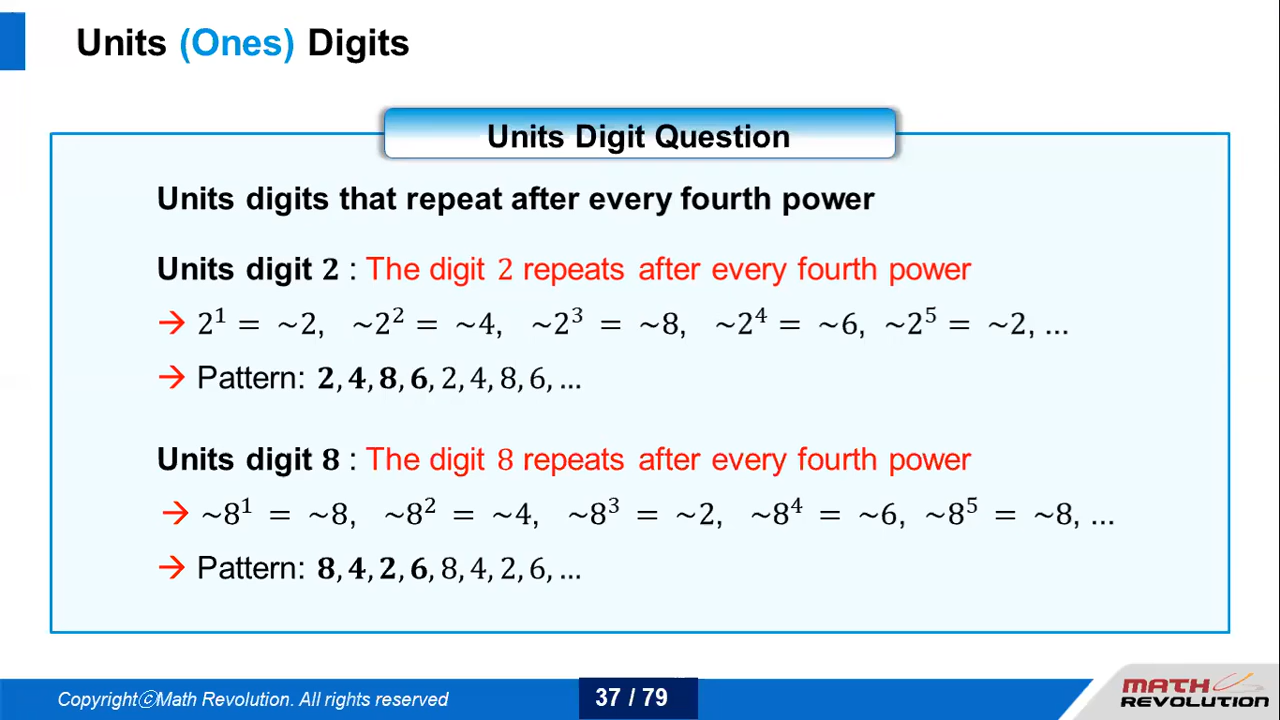 Units (Ones) Digits
Units Digit Question
Units digits that repeat after every fourth power
Units digit 2 : The digit 2 repeats after every fourth power
→ 2¹ = ~2, ~2² = ~4, ~2³ = ~8, ~2⁴ = ~6, ~2⁵ = ~2, ...
→ Pattern: 2, 4, 8, 6, 2, 4, 8, 6, ...
Units digit 8 : The digit 8 repeats after every fourth power
→ ~8¹ = ~8, ~8² = ~4, ~8³ = ~2, ~8⁴ = ~6, ~8⁵ = ~8, ...
→ Pattern: 8, 4, 2, 6, 8, 4, 2, 6, ...
Copyrightⓒ Math Revolution. All rights reserved
37 / 79
MATH
REVOLUTION